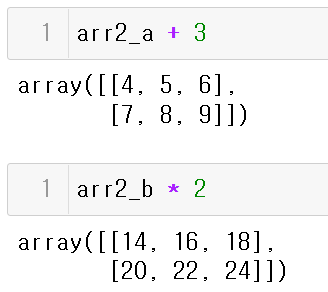 1 arr2_a + 3
array([[4, 5, 6],
       [7, 8, 9]])
1 arr2_b * 2
array([[14, 16, 18],
       [20, 22, 24]])